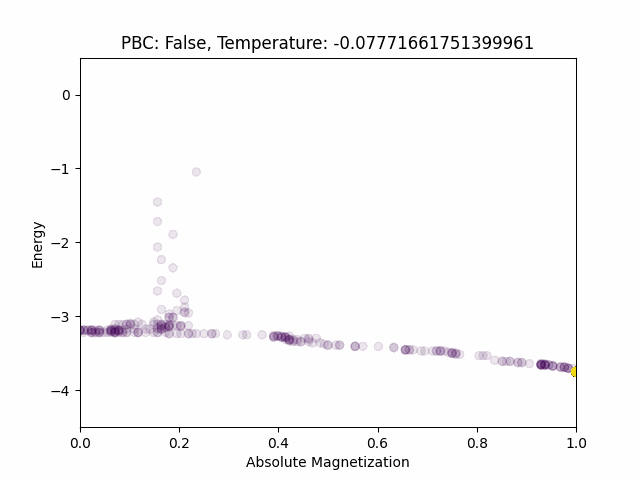 PBC: False, Temperature: -0.07771661751399961
0
−1
−2
−3
−4
Energy
0.0 0.2 0.4 0.6 0.8 1.0
Absolute Magnetization